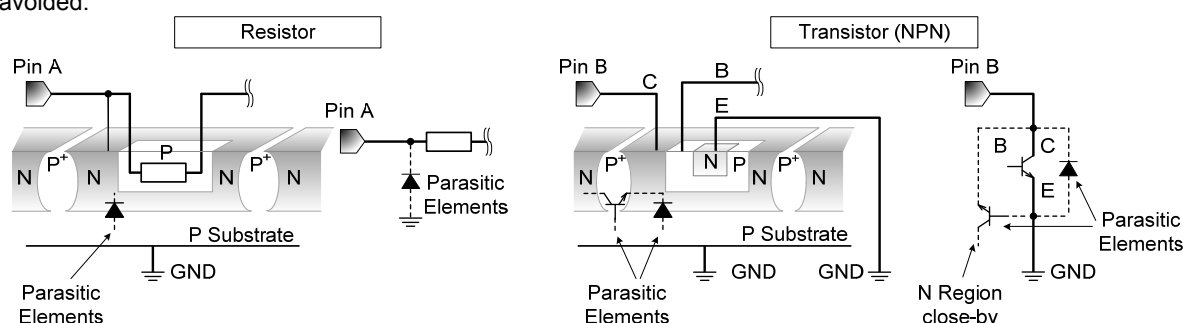 avoided.
Resistor
Transistor (NPN)
Pin A
Pin A
N P+ N P N P+ N
Parasitic
Elements
P Substrate
GND
Parasitic
Elements
Pin B
C B
E
N P+ N P P+ N
P Substrate
GND GND
Parasitic
Elements
Pin B
B C
E
Parasitic
Elements
GND
N Region
close-by